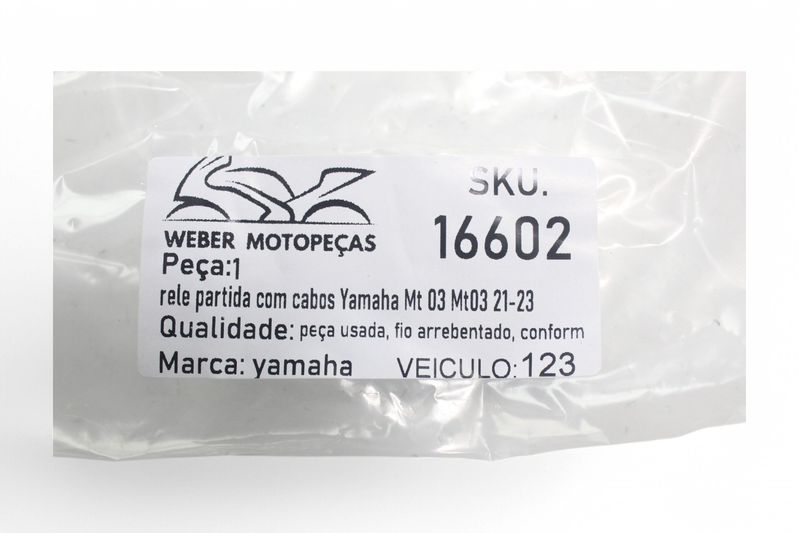 SKU.
16602
WEBER MOTOPEÇAS
Peça:1
rele partida com cabos Yamaha Mt 03 Mt03 21-23
Qualidade: peça usada, fio arrebentado, conform
Marca: yamaha VEICULO:123